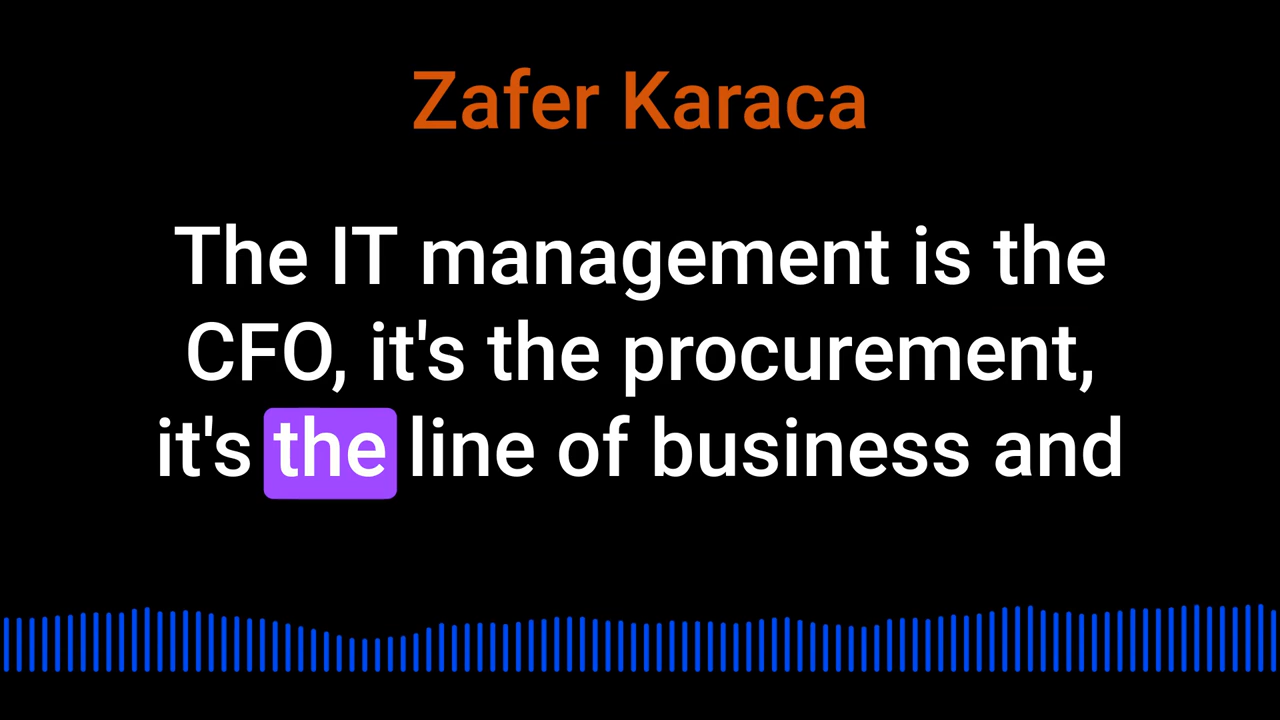 Zafer Karaca
The IT management is the
CFO, it's the procurement,
it's the line of business and